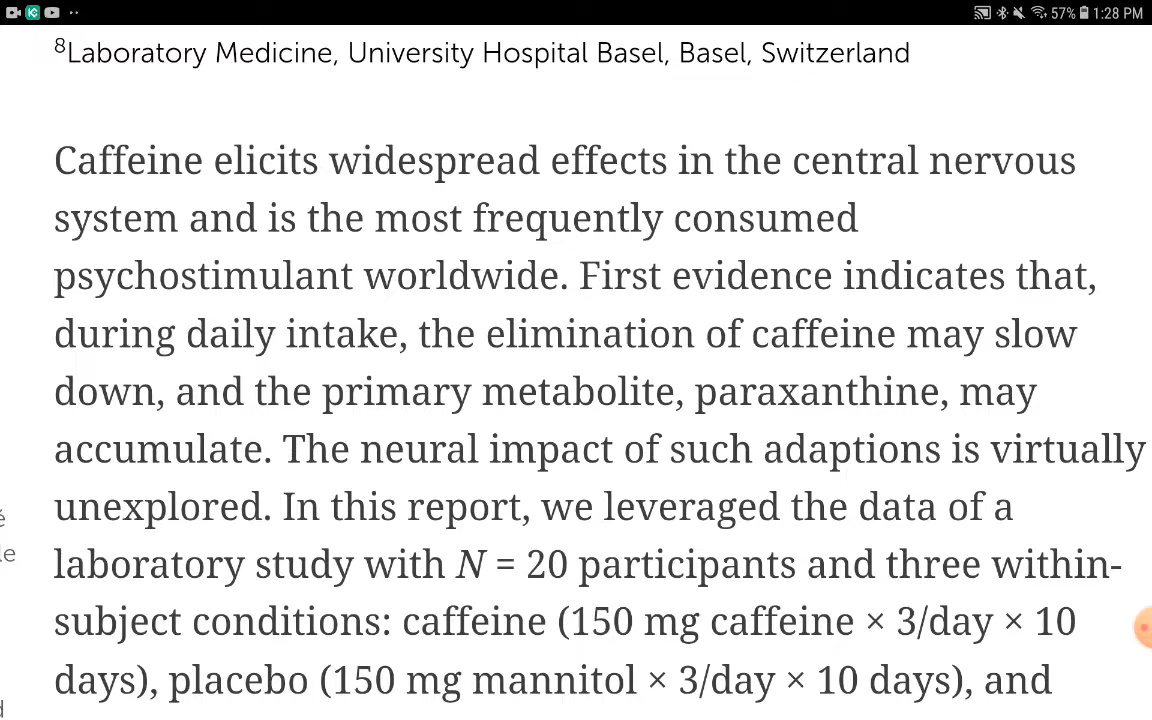 57% 1:28 PM
⁸Laboratory Medicine, University Hospital Basel, Basel, Switzerland
Caffeine elicits widespread effects in the central nervous
system and is the most frequently consumed
psychostimulant worldwide. First evidence indicates that,
during daily intake, the elimination of caffeine may slow
down, and the primary metabolite, paraxanthine, may
accumulate. The neural impact of such adaptions is virtually
unexplored. In this report, we leveraged the data of a
laboratory study with N = 20 participants and three within-
subject conditions: caffeine (150 mg caffeine × 3/day × 10
days), placebo (150 mg mannitol × 3/day × 10 days), and